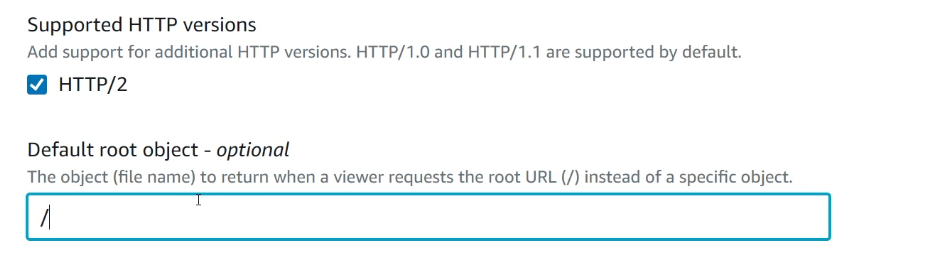 Supported HTTP versions
Add support for additional HTTP versions. HTTP/1.0 and HTTP/1.1 are supported by default.
HTTP/2
Default root object - optional
The object (file name) to return when a viewer requests the root URL (/) instead of a specific object.
/